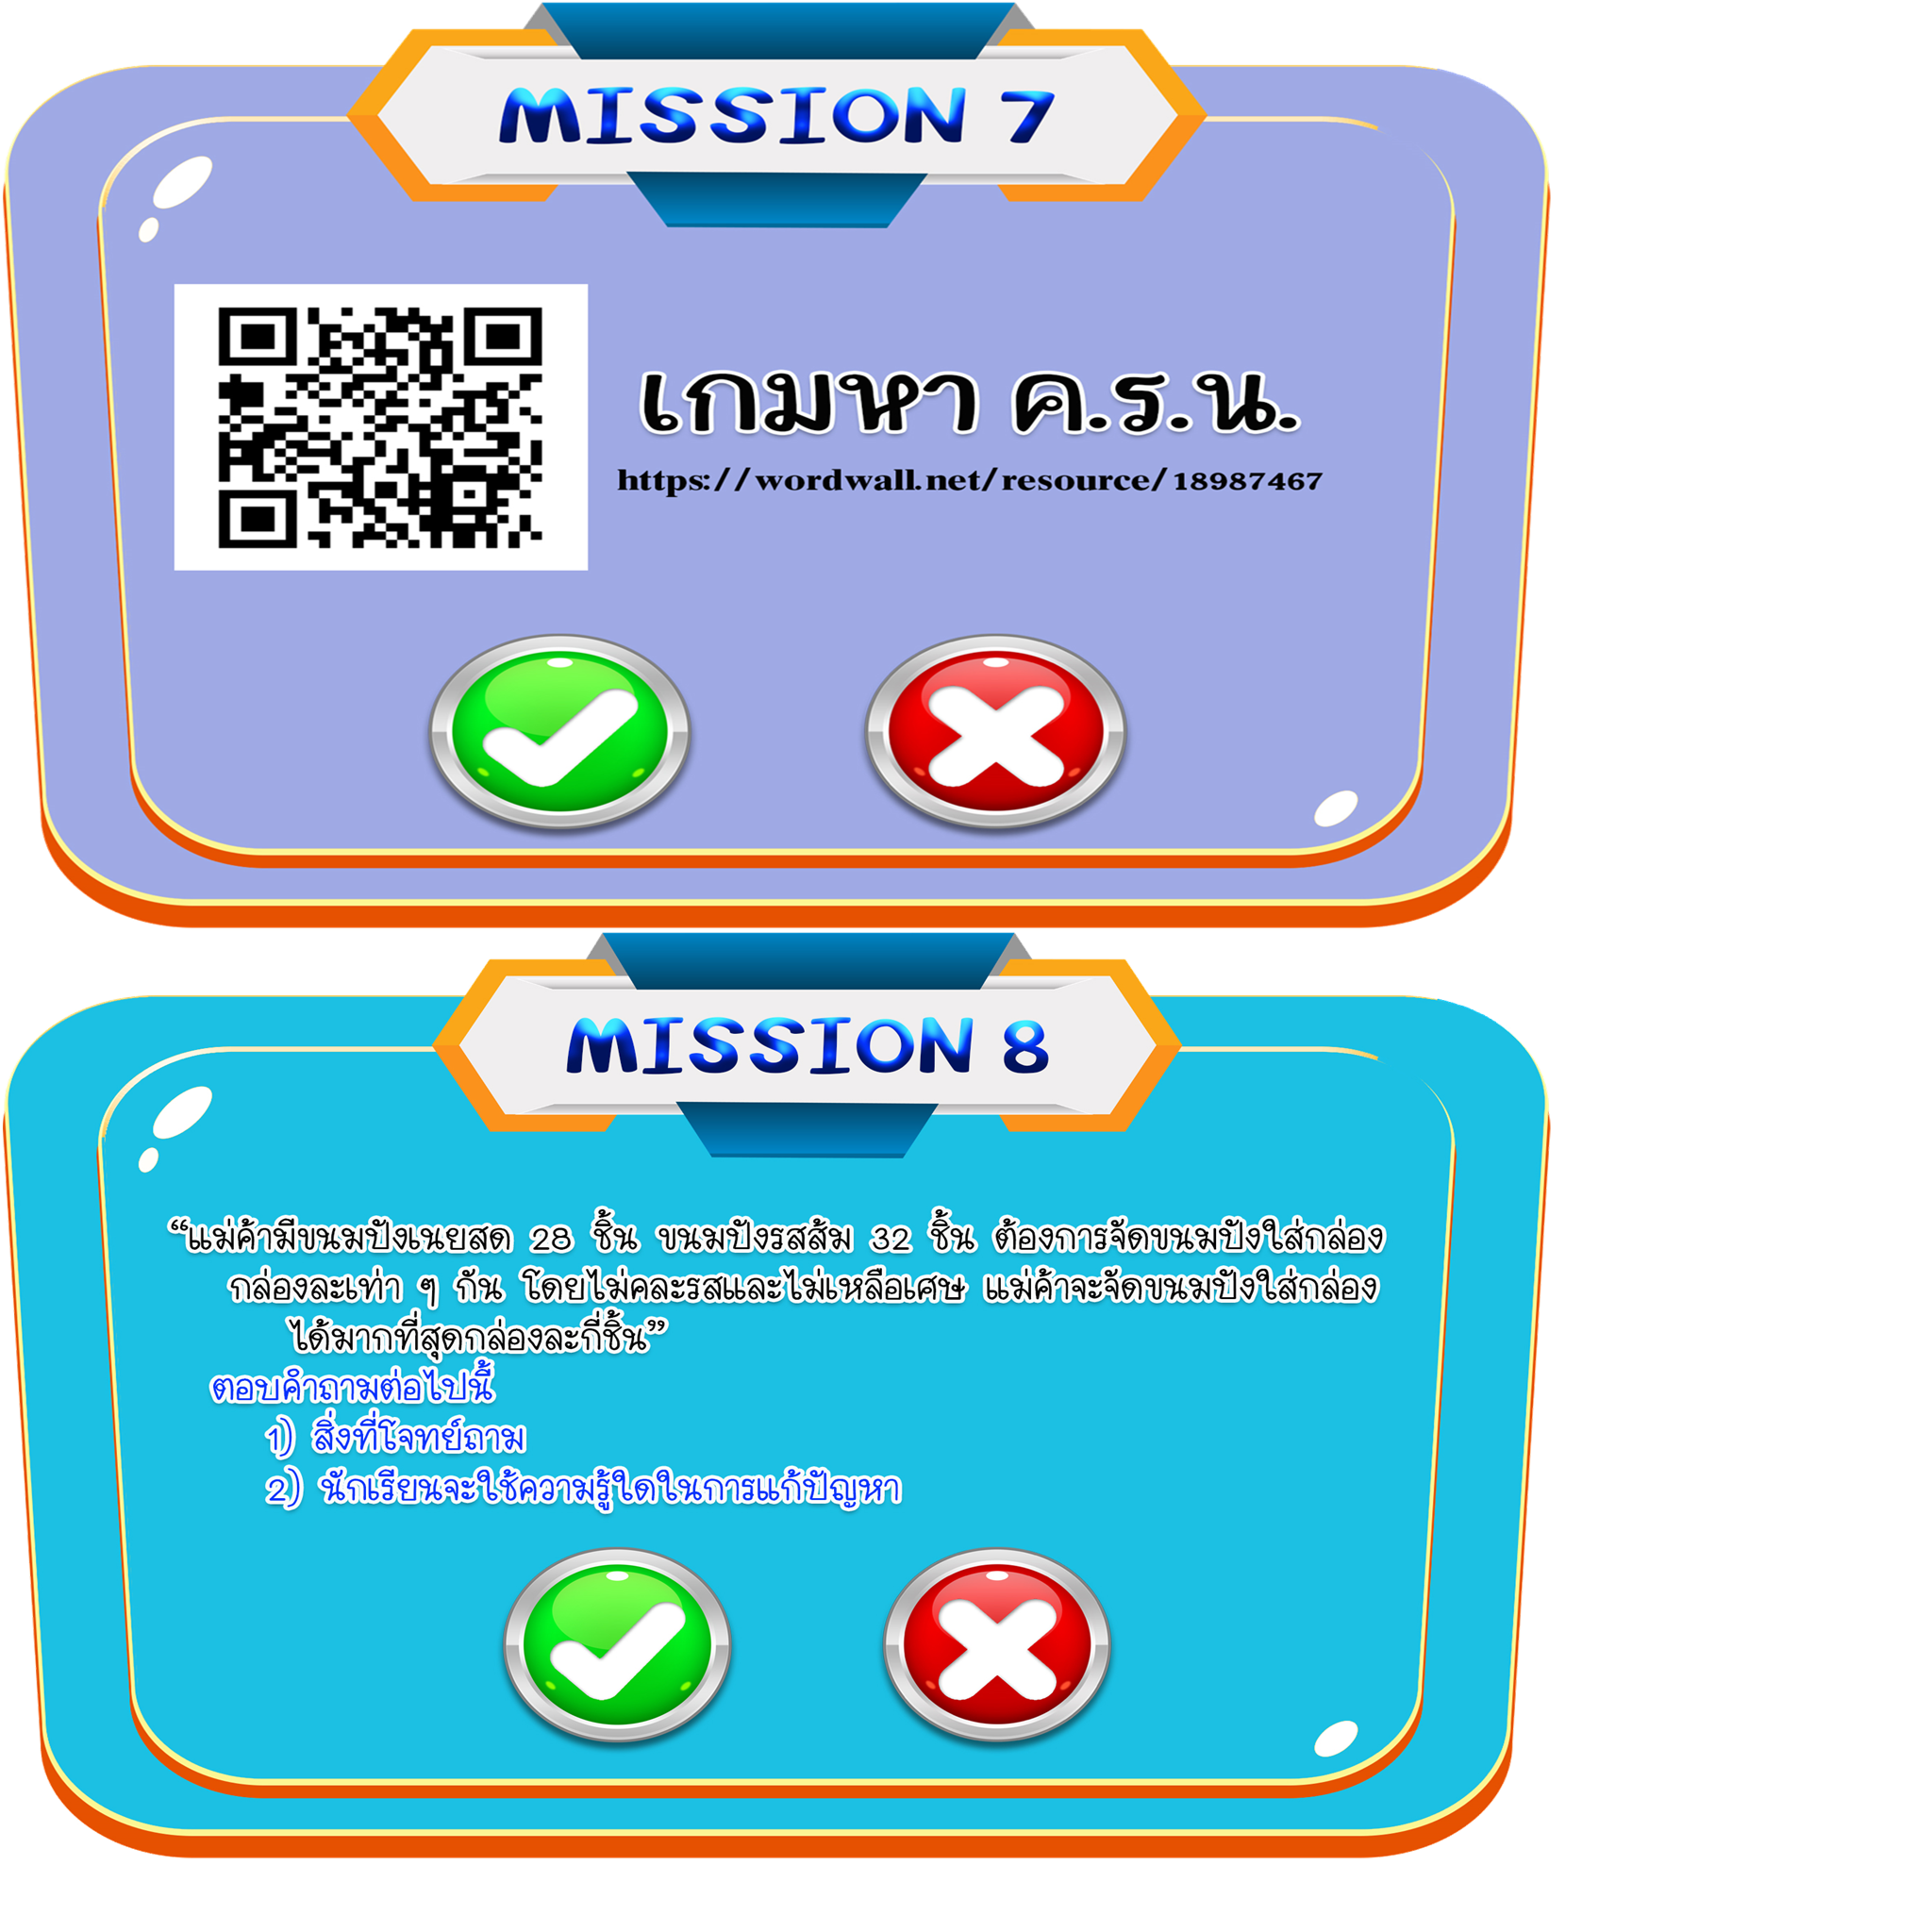 MISSION 7
เกมหา ค.ร.น.
https://wordwall.net/resource/18987467
MISSION 8
“แม่ค้ามีขนมปังเนยสด 28 ชิ้น ขนมปังรสส้ม 32 ชิ้น ต้องการจัดขนมปังใส่กล่อง
กล่องละเท่า ๆ กัน โดยไม่คละรสและไม่เหลือเศษ แม่ค้าจะจัดขนมปังใส่กล่อง
ได้มากที่สุดกล่องละกี่ชิ้น”
ตอบคำถามต่อไปนี้
1) สิ่งที่โจทย์ถาม
2) นักเรียนจะใช้ความรู้ใดในการแก้ปัญหา